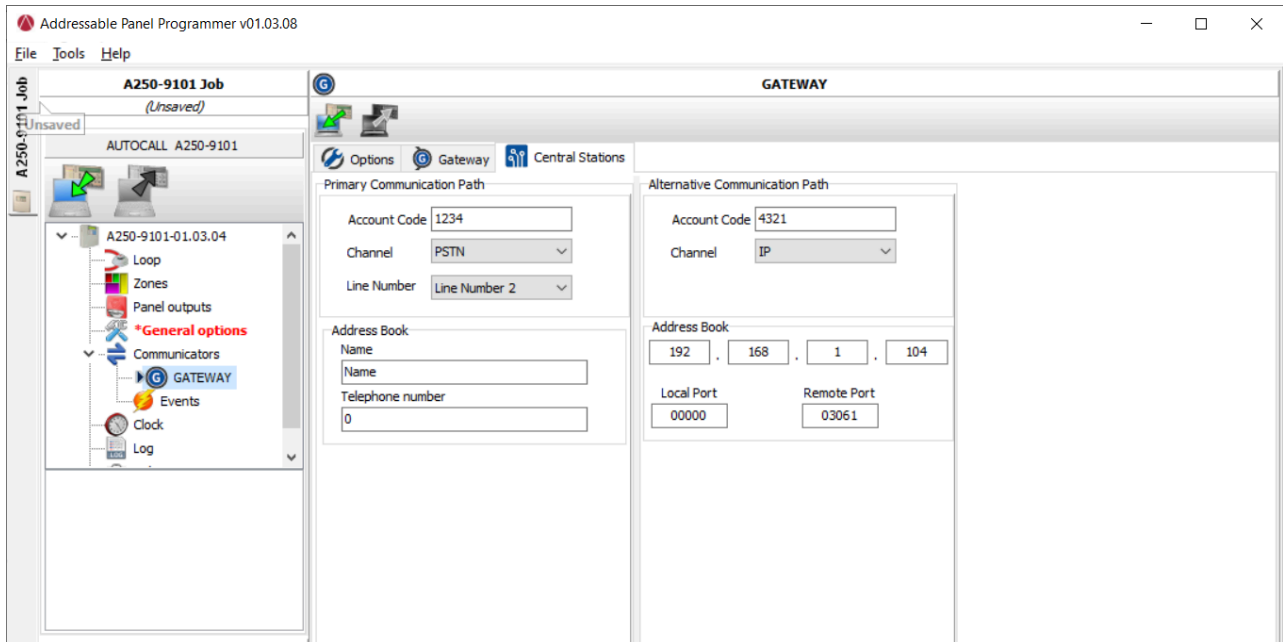 Addressable Panel Programmer v01.03.08
File Tools Help
A250-9101 Job
A250-9101 Job
(Unsaved)
Unsaved
AUTOCALL A250-9101
A250-9101-01.03.04
Loop
Zones
Panel outputs
*General options
Communicators
G GATEWAY
Events
Clock
LOG Log
G GATEWAY
Options G Gateway Central Stations
Primary Communication Path
Account Code 1234
Channel PSTN
Line Number Line Number 2
Address Book
Name
Name
Telephone number
0
Alternative Communication Path
Account Code 4321
Channel IP
Address Book
192 . 168 . 1 . 104
Local Port Remote Port
00000 03061